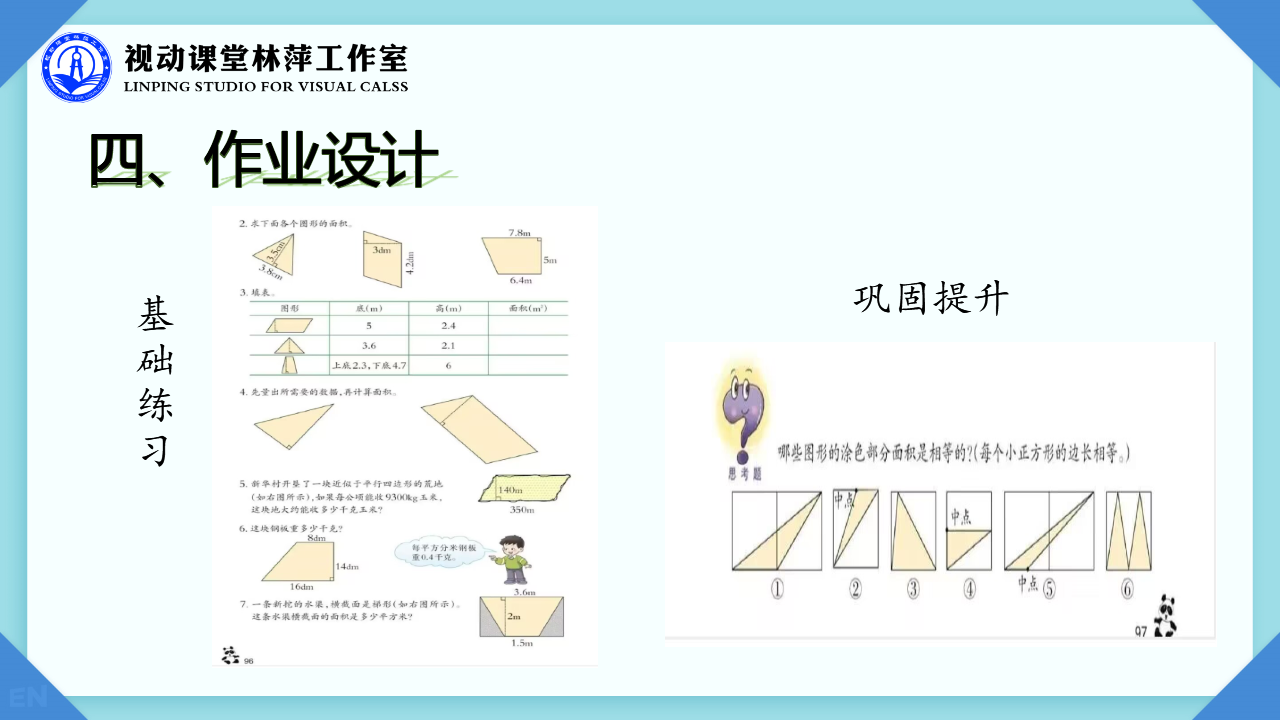 视动课堂林萍工作室
LINPING STUDIO FOR VISUAL CALSS
四、作业设计
基础练习
2. 求下面各个图形的面积。
3.5cm
3.8cm
3dm
4.2dm
7.8m
5m
6.4m
3. 填表。
图形 底(m) 高(m) 面积(m²)
5 2.4
3.6 2.1
上底2.3,下底4.7 6
4. 先量出所需要的数据,再计算面积。
5. 新华村开垦了一块近似于平行四边形的荒地
(如右图所示),如果每公顷能收9300kg玉米,
这块地大约能收多少千克玉米?
140m
350m
6. 这块钢板重多少千克?
8dm
14dm
16dm
每平方分米钢板
重0.4千克。
7. 一条新挖的水渠,横截面是梯形(如右图所示)。
这条水渠横截面的面积是多少平方米?
3.6m
2m
1.5m
96
巩固提升
思考题
哪些图形的涂色部分面积是相等的?(每个小正方形的边长相等。)
中点
中点
中点
① ② ③ ④ ⑤ ⑥
97
EN